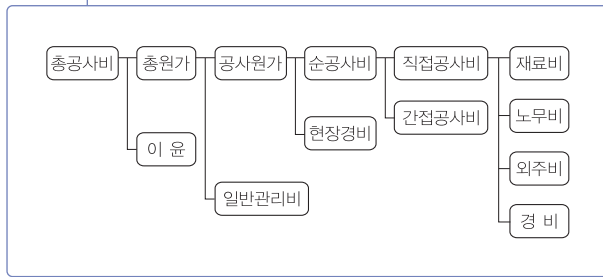 총공사비 총원가 공사원가 순공사비 직접공사비 재료비
간접공사비 노무비
현장경비
이 윤
외주비
일반관리비
경 비